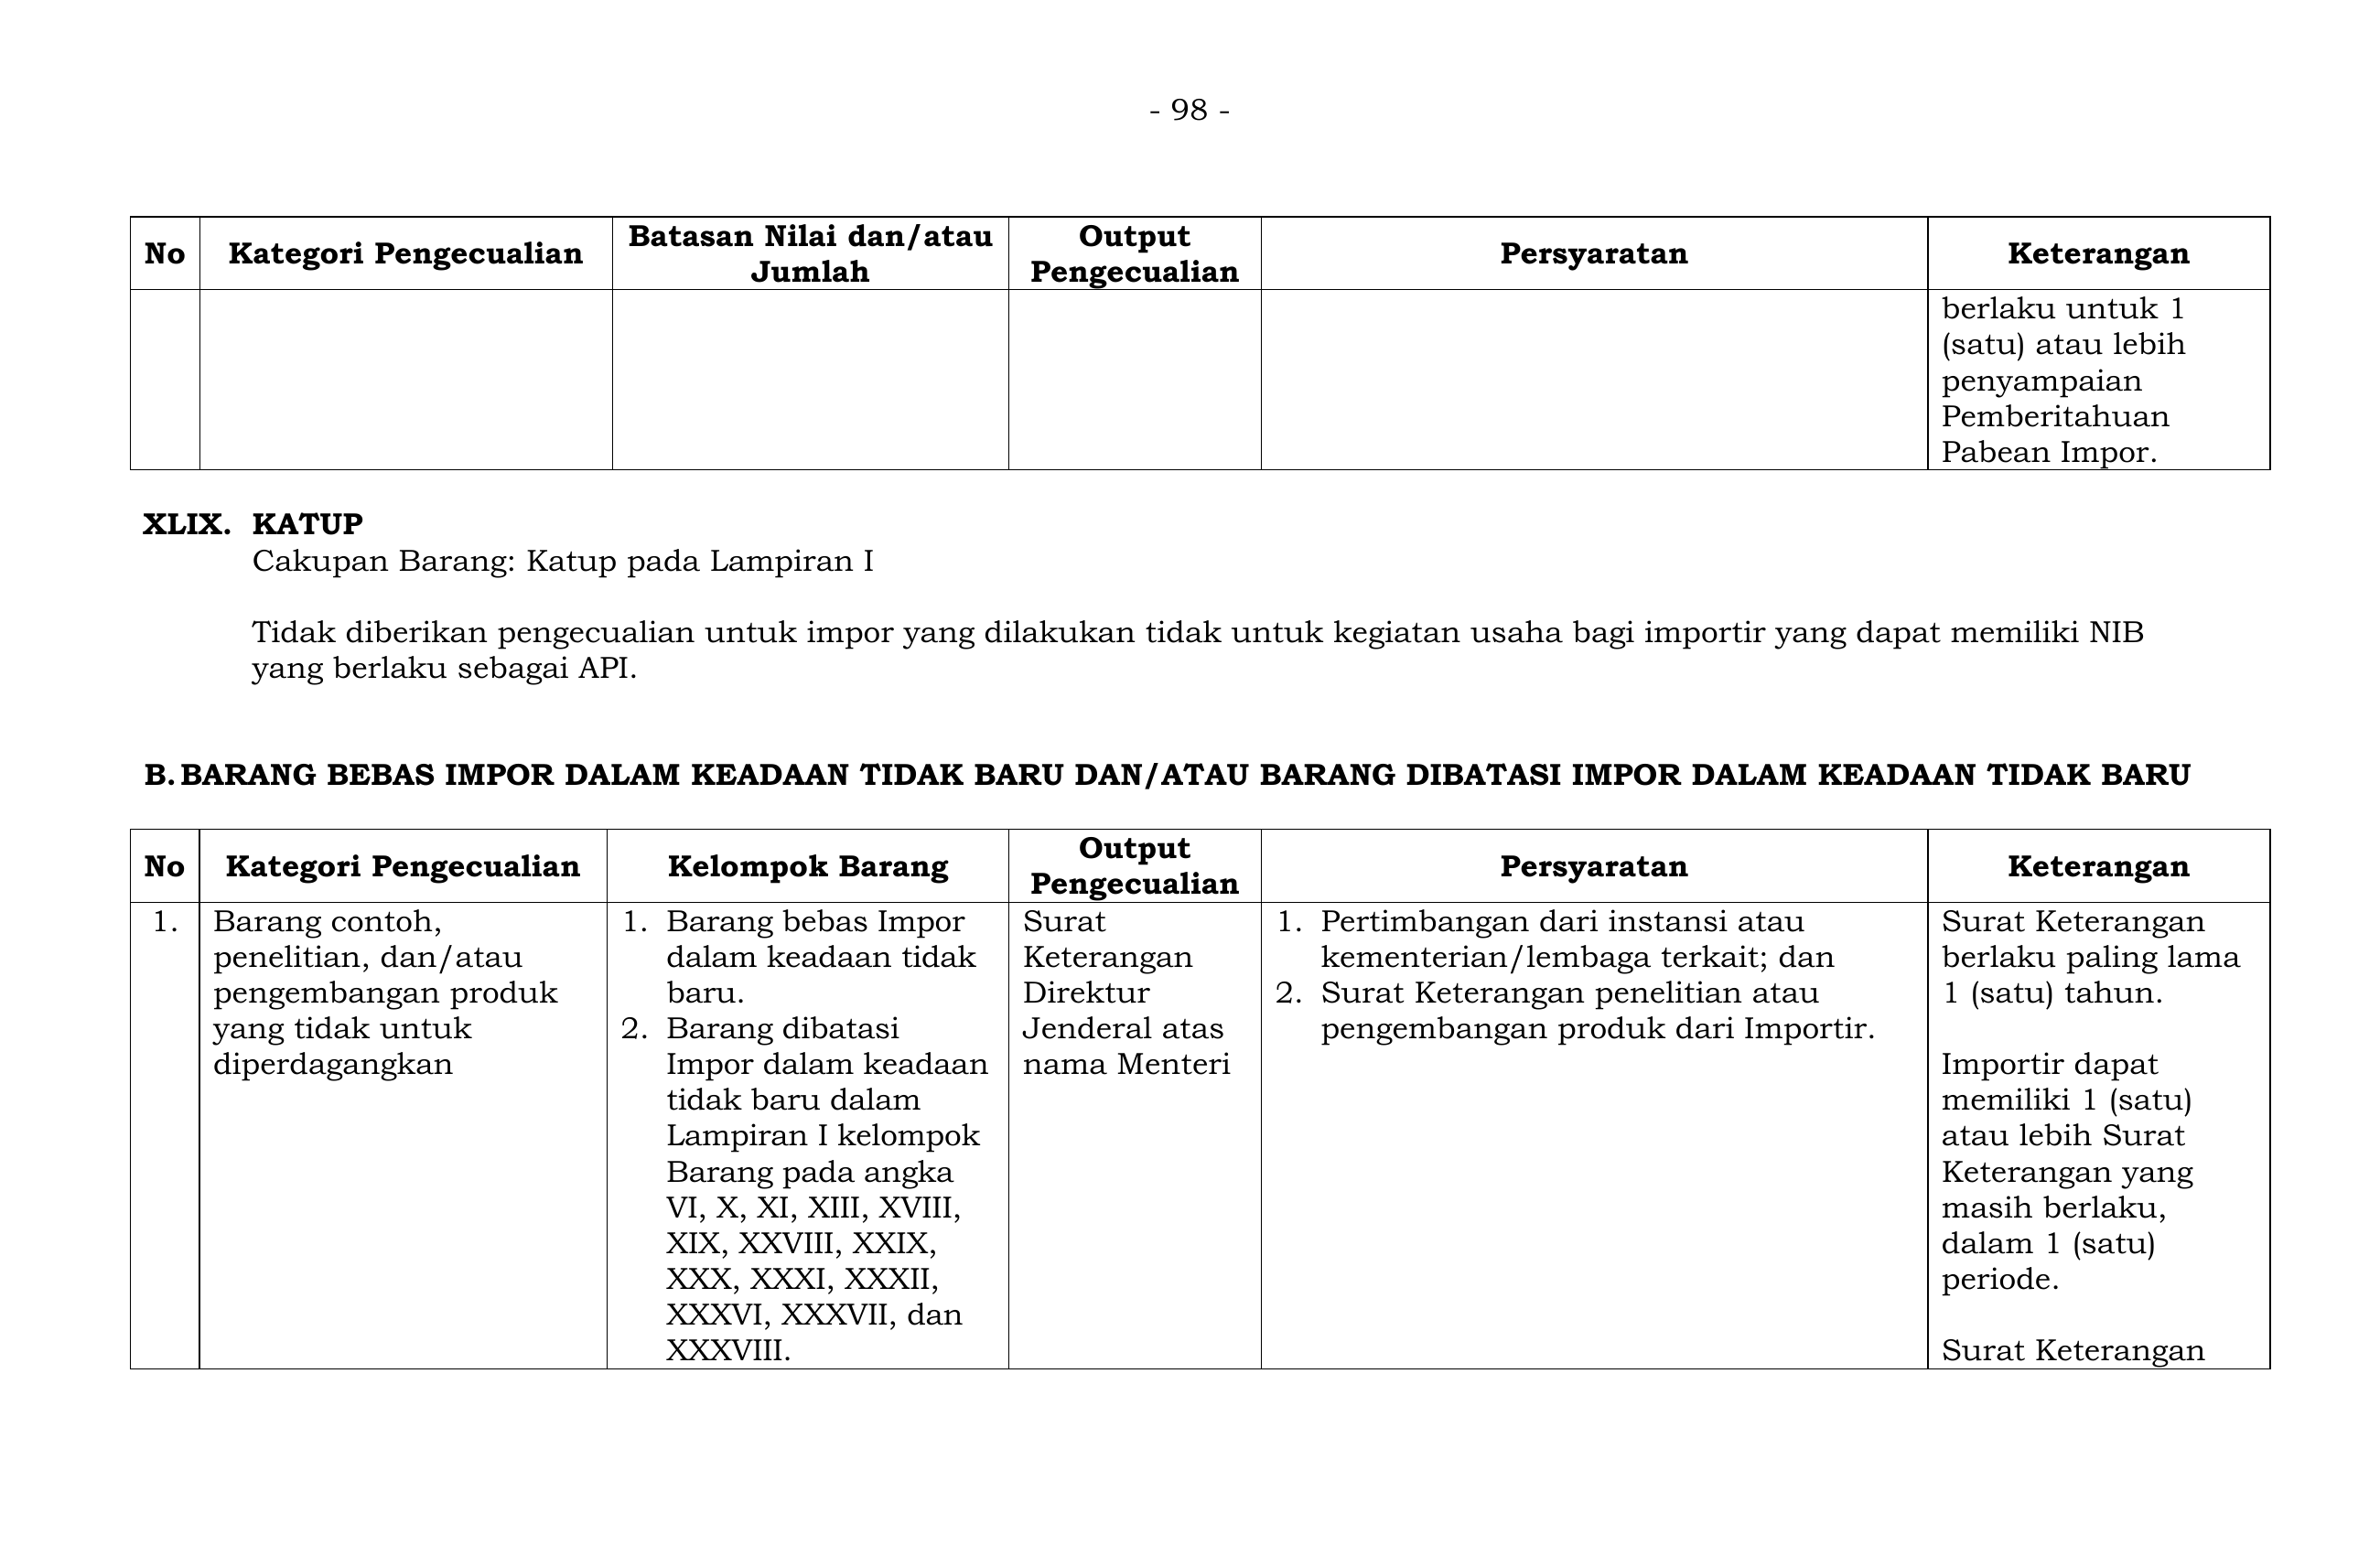 - 98 -
No
Kategori Pengecualian
Batasan Nilai dan/atau
Jumlah
Output
Pengecualian
Persyaratan
Keterangan
berlaku untuk 1
(satu) atau lebih
penyampaian
Pemberitahuan
Pabean Impor.
XLIX. KATUP
Cakupan Barang: Katup pada Lampiran I
Tidak diberikan pengecualian untuk impor yang dilakukan tidak untuk kegiatan usaha bagi importir yang dapat memiliki NIB
yang berlaku sebagai API.
B. BARANG BEBAS IMPOR DALAM KEADAAN TIDAK BARU DAN/ATAU BARANG DIBATASI IMPOR DALAM KEADAAN TIDAK BARU
No
Kategori Pengecualian
Kelompok Barang
Output
Pengecualian
Persyaratan
Keterangan
1.
Barang contoh,
penelitian, dan/atau
pengembangan produk
yang tidak untuk
diperdagangkan
1. Barang bebas Impor
dalam keadaan tidak
baru.
2. Barang dibatasi
Impor dalam keadaan
tidak baru dalam
Lampiran I kelompok
Barang pada angka
VI, X, XI, XIII, XVIII,
XIX, XXVIII, XXIX,
XXX, XXXI, XXXII,
XXXVI, XXXVII, dan
XXXVIII.
Surat
Keterangan
Direktur
Jenderal atas
nama Menteri
1. Pertimbangan dari instansi atau
kementerian/lembaga terkait; dan
2. Surat Keterangan penelitian atau
pengembangan produk dari Importir.
Surat Keterangan
berlaku paling lama
1 (satu) tahun.
Importir dapat
memiliki 1 (satu)
atau lebih Surat
Keterangan yang
masih berlaku,
dalam 1 (satu)
periode.
Surat Keterangan